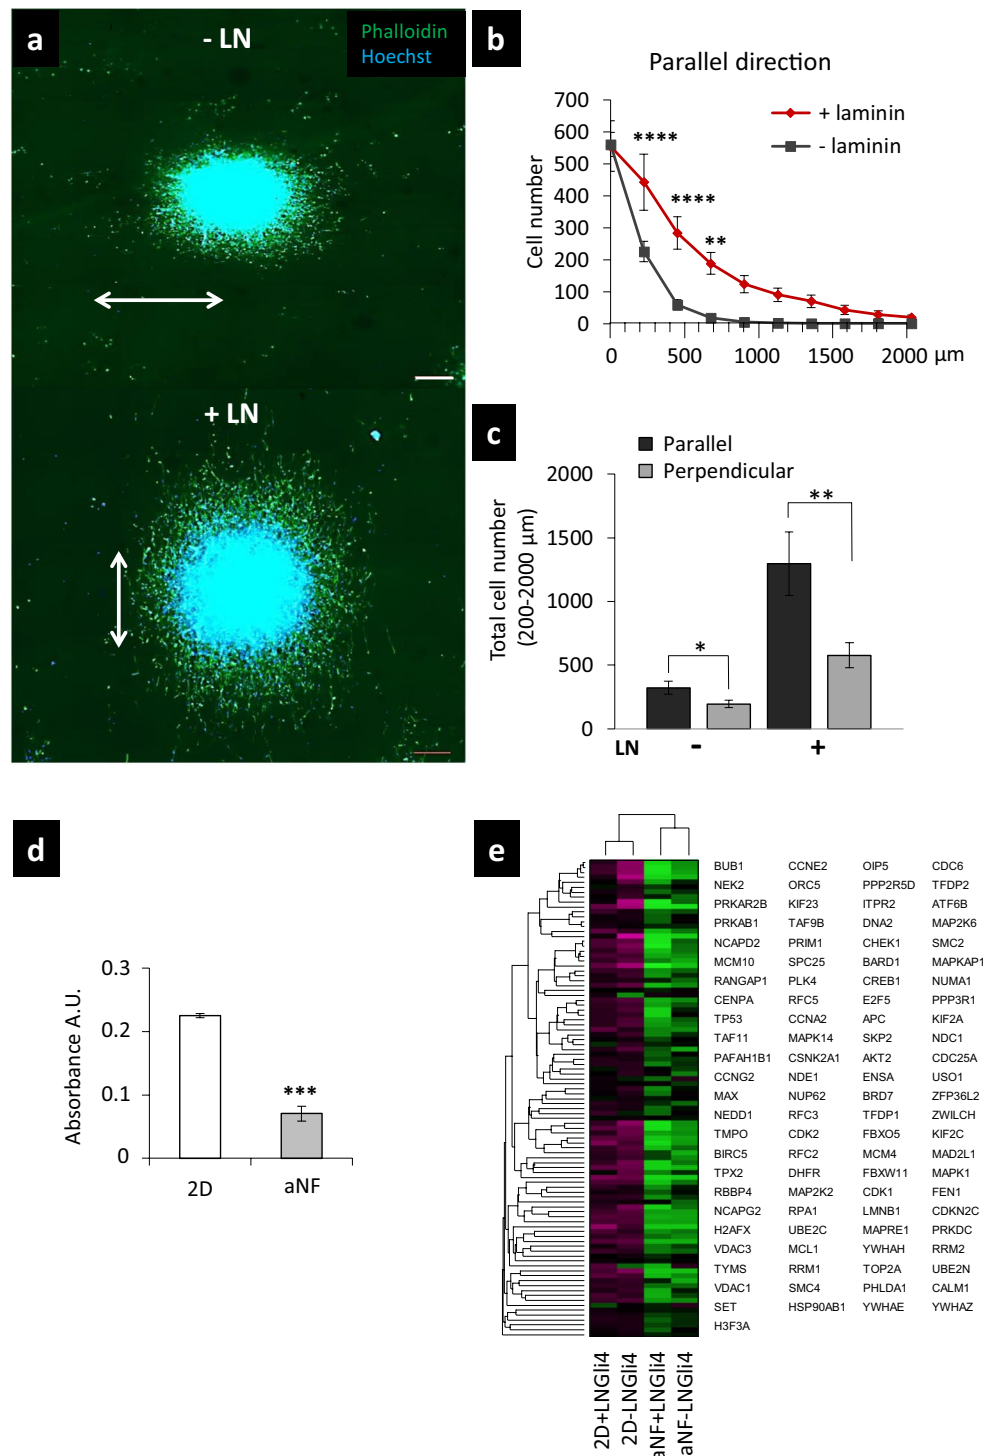 a
- LN
Phalloidin
Hoechst
+ LN
b
Parallel direction
Cell number
700
600
500
400
300
200
100
0
+ laminin
- laminin
****
****
**
0 500 1000 1500 2000 µm
c
Parallel
Perpendicular
Total cell number
(200-2000 µm)
2000
1500
1000
500
0
*
**
LN - +
d
Absorbance A.U.
0.3
0.2
0.1
0
***
2D aNF
e
BUB1 CCNE2 OIP5 CDC6
NEK2 ORC5 PPP2R5D TFDP2
PRKAR2B KIF23 ITPR2 ATF6B
PRKAB1 TAF9B DNA2 MAP2K6
NCAPD2 PRIM1 CHEK1 SMC2
MCM10 SPC25 BARD1 MAPKAP1
RANGAP1 PLK4 CREB1 NUMA1
CENPA RFC5 E2F5 PPP3R1
TP53 CCNA2 APC KIF2A
TAF11 MAPK14 SKP2 NDC1
PAFAH1B1 CSNK2A1 AKT2 CDC25A
CCNG2 NDE1 ENSA USO1
MAX NUP62 BRD7 ZFP36L2
NEDD1 RFC3 TFDP1 ZWILCH
TMPO CDK2 FBXO5 KIF2C
BIRC5 RFC2 MCM4 MAD2L1
TPX2 DHFR FBXW11 MAPK1
RBBP4 MAP2K2 CDK1 FEN1
NCAPG2 RPA1 LMNB1 CDKN2C
H2AFX UBE2C MAPRE1 PRKDC
VDAC3 MCL1 YWHAH RRM2
TYMS RRM1 TOP2A UBE2N
VDAC1 SMC4 PHLDA1 CALM1
SET HSP90AB1 YWHAE YWHAZ
H3F3A
2D+LNGli4
2D-LNGli4
aNF+LNGli4
aNF-LNGli4